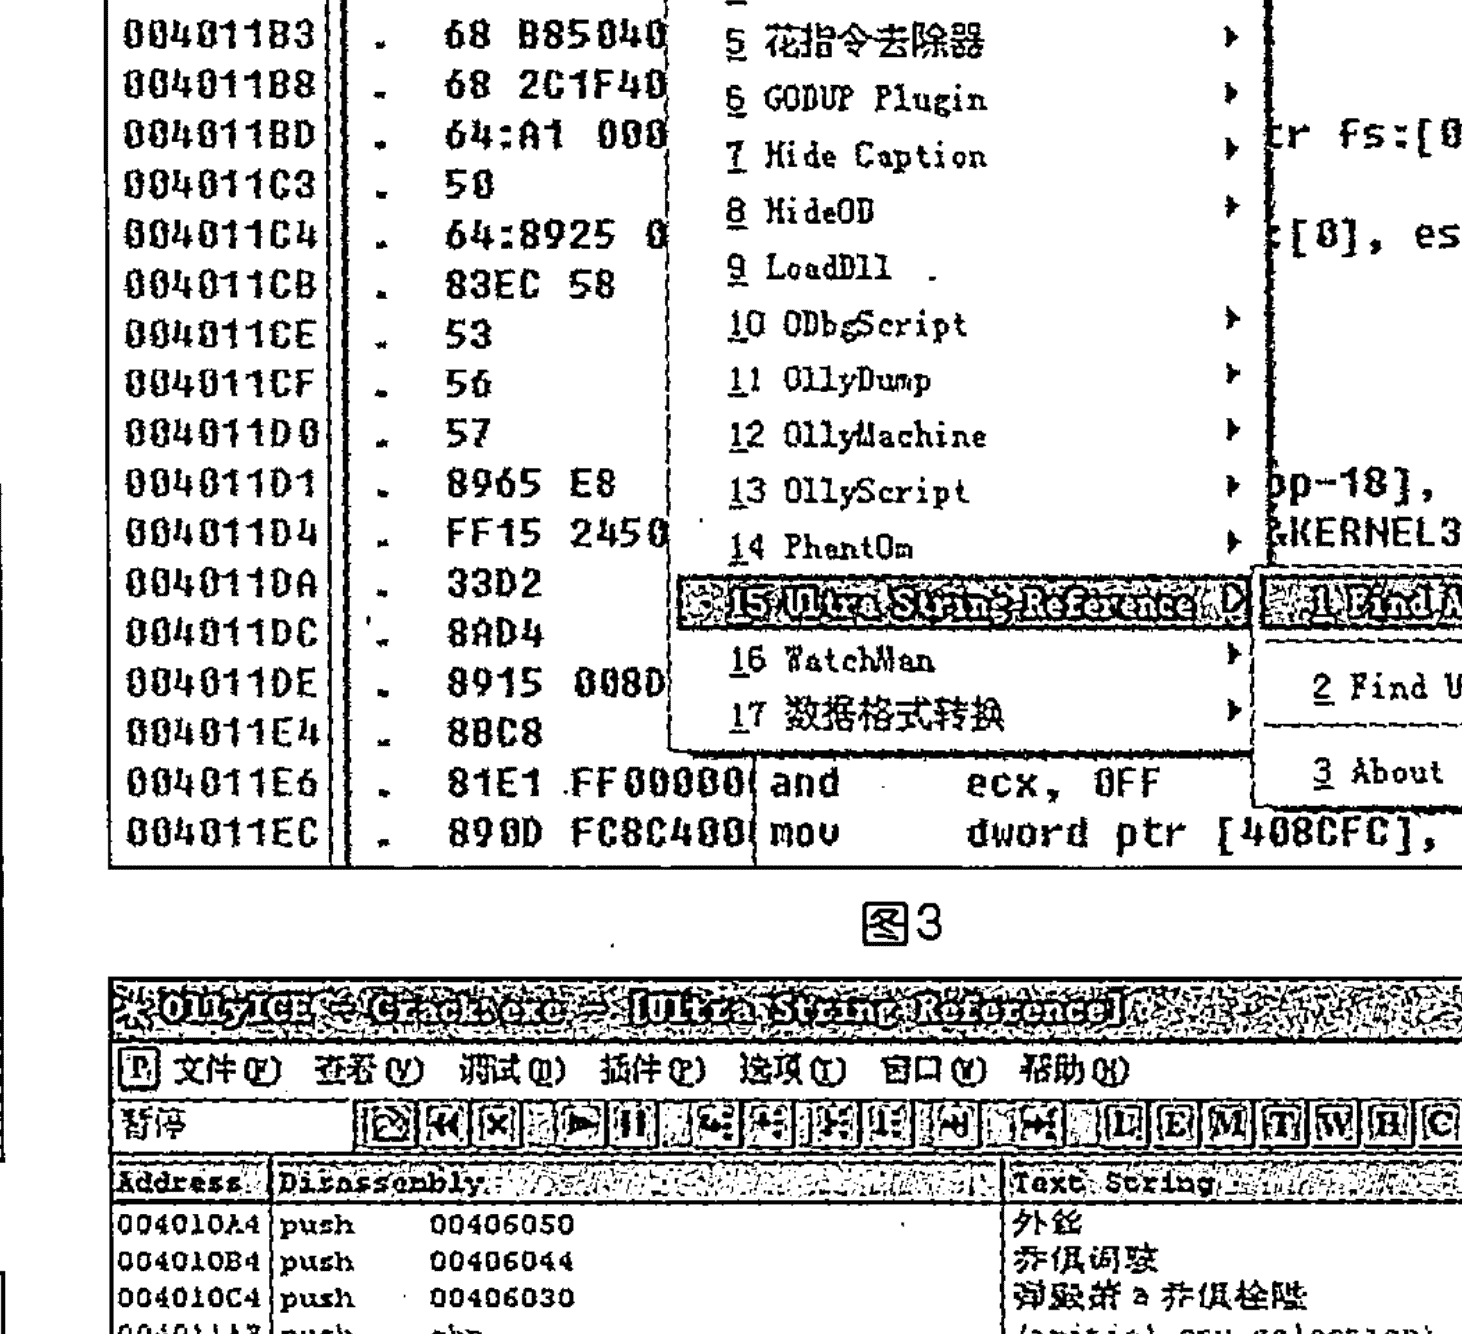 004011B3 . 68 B85040
5 花指令去除器
004011B8 . 68 2C1F40
6 GODUP Plugin
004011BD . 64:A1 000
tr fs:[0
7 Hide Caption
004011C3 . 50
8 HideOD
004011C4 . 64:8925 0
:[0], es
9 LoadDll
004011CB . 83EC 58
10 ODbgScript
004011CE . 53
11 OllyDump
004011CF . 56
12 OllyMachine
004011D0 . 57
13 OllyScript
004011D1 . 8965 E8
bp-18],
004011D4 . FF15 2450
&KERNEL3
14 PhantOm
004011DA . 33D2
15 Ultra String Reference
1 Find A
004011DC . 8AD4
16 WatchMan
004011DE . 8915 008D
2 Find U
17 数据格式转换
004011E4 . 8BC8
004011E6 . 81E1 FF00000 and ecx, 0FF
3 About
004011EC . 890D FC8C400 mov dword ptr [408CFC],
图3
OllyICE - Crack.exe - [Ultra String Reference]
文件(F) 查看(V) 调试(D) 插件(P) 选项(T) 窗口(W) 帮助(H)
暂停 L E M T W H C
Address Disassembly Text String
004010A4 push 00406050
004010B4 push 00406044
004010C4 push 00406030